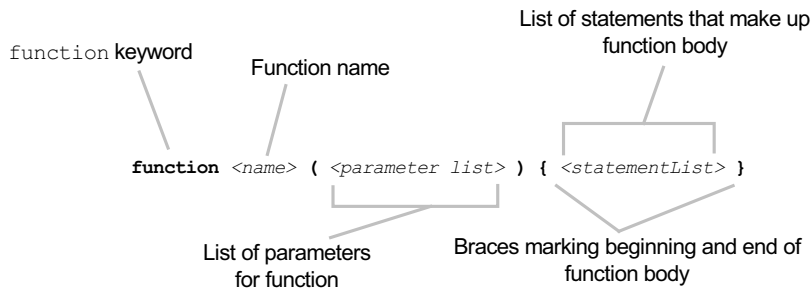 List of statements that make up
function body
function keyword
Function name
function <name> ( <parameter list> ) { <statementList> }
List of parameters
for function
Braces marking beginning and end of
function body